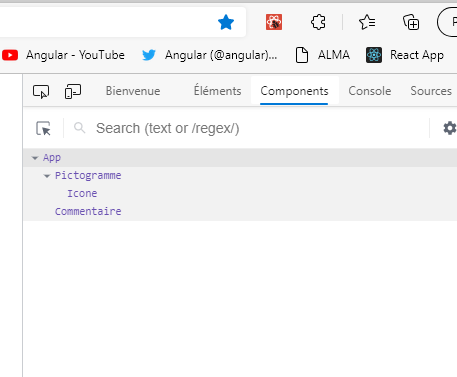 Angular - YouTube Angular (@angular)... ALMA React App
Bienvenue Éléments Components Console Sources
Search (text or /regex/)
App
Pictogramme
Icone
Commentaire